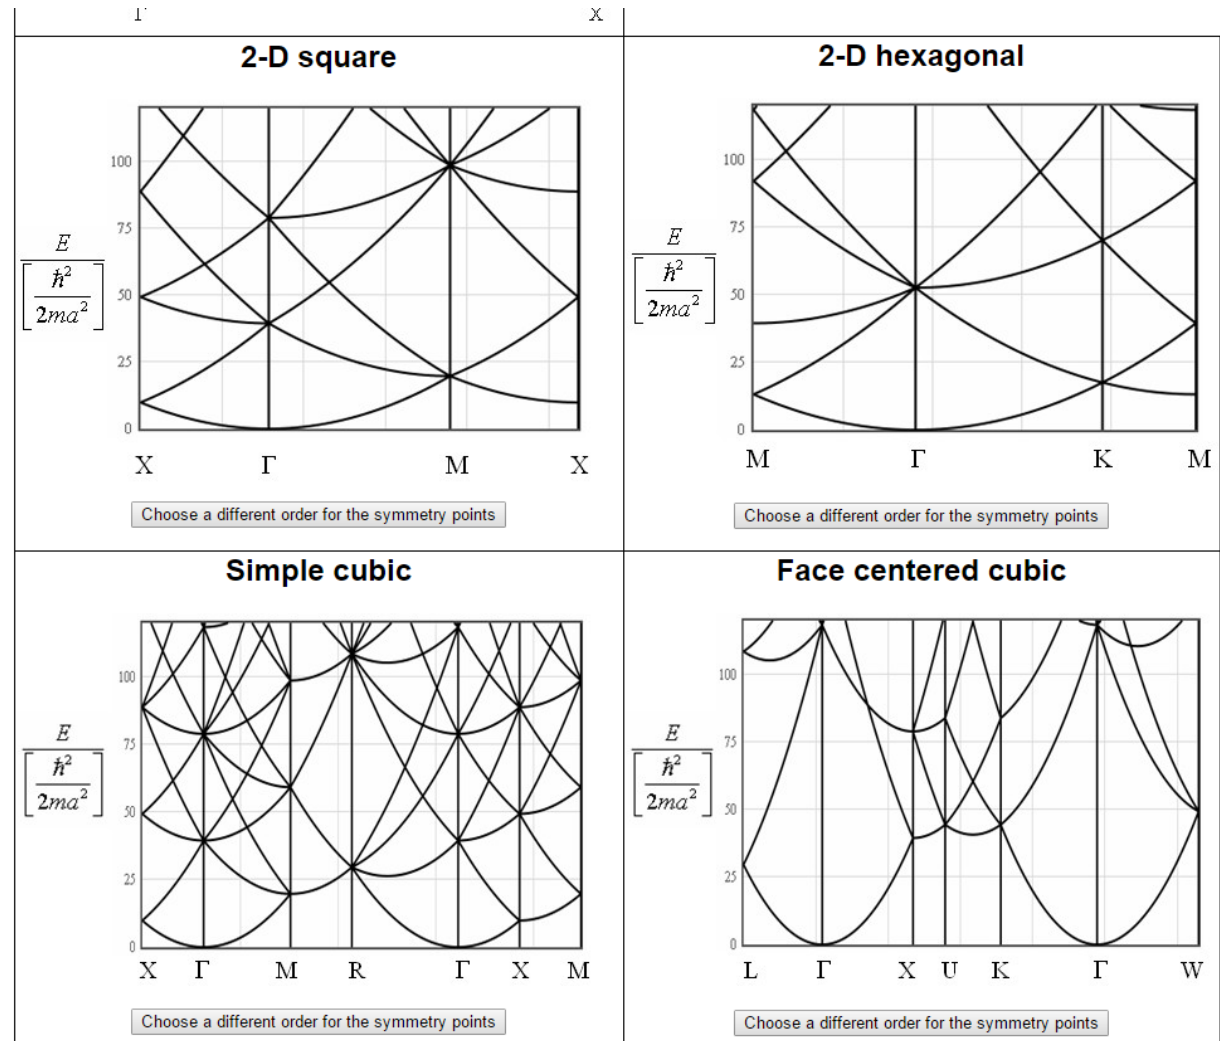 Γ X
2-D square
100
75
50
25
0
E
[ ħ² / 2ma² ]
X Γ M X
Choose a different order for the symmetry points
2-D hexagonal
100
75
50
25
0
E
[ ħ² / 2ma² ]
M Γ K M
Choose a different order for the symmetry points
Simple cubic
100
75
50
25
0
E
[ ħ² / 2ma² ]
X Γ M R Γ X M
Choose a different order for the symmetry points
Face centered cubic
100
75
50
25
0
E
[ ħ² / 2ma² ]
L Γ X U K Γ W
Choose a different order for the symmetry points